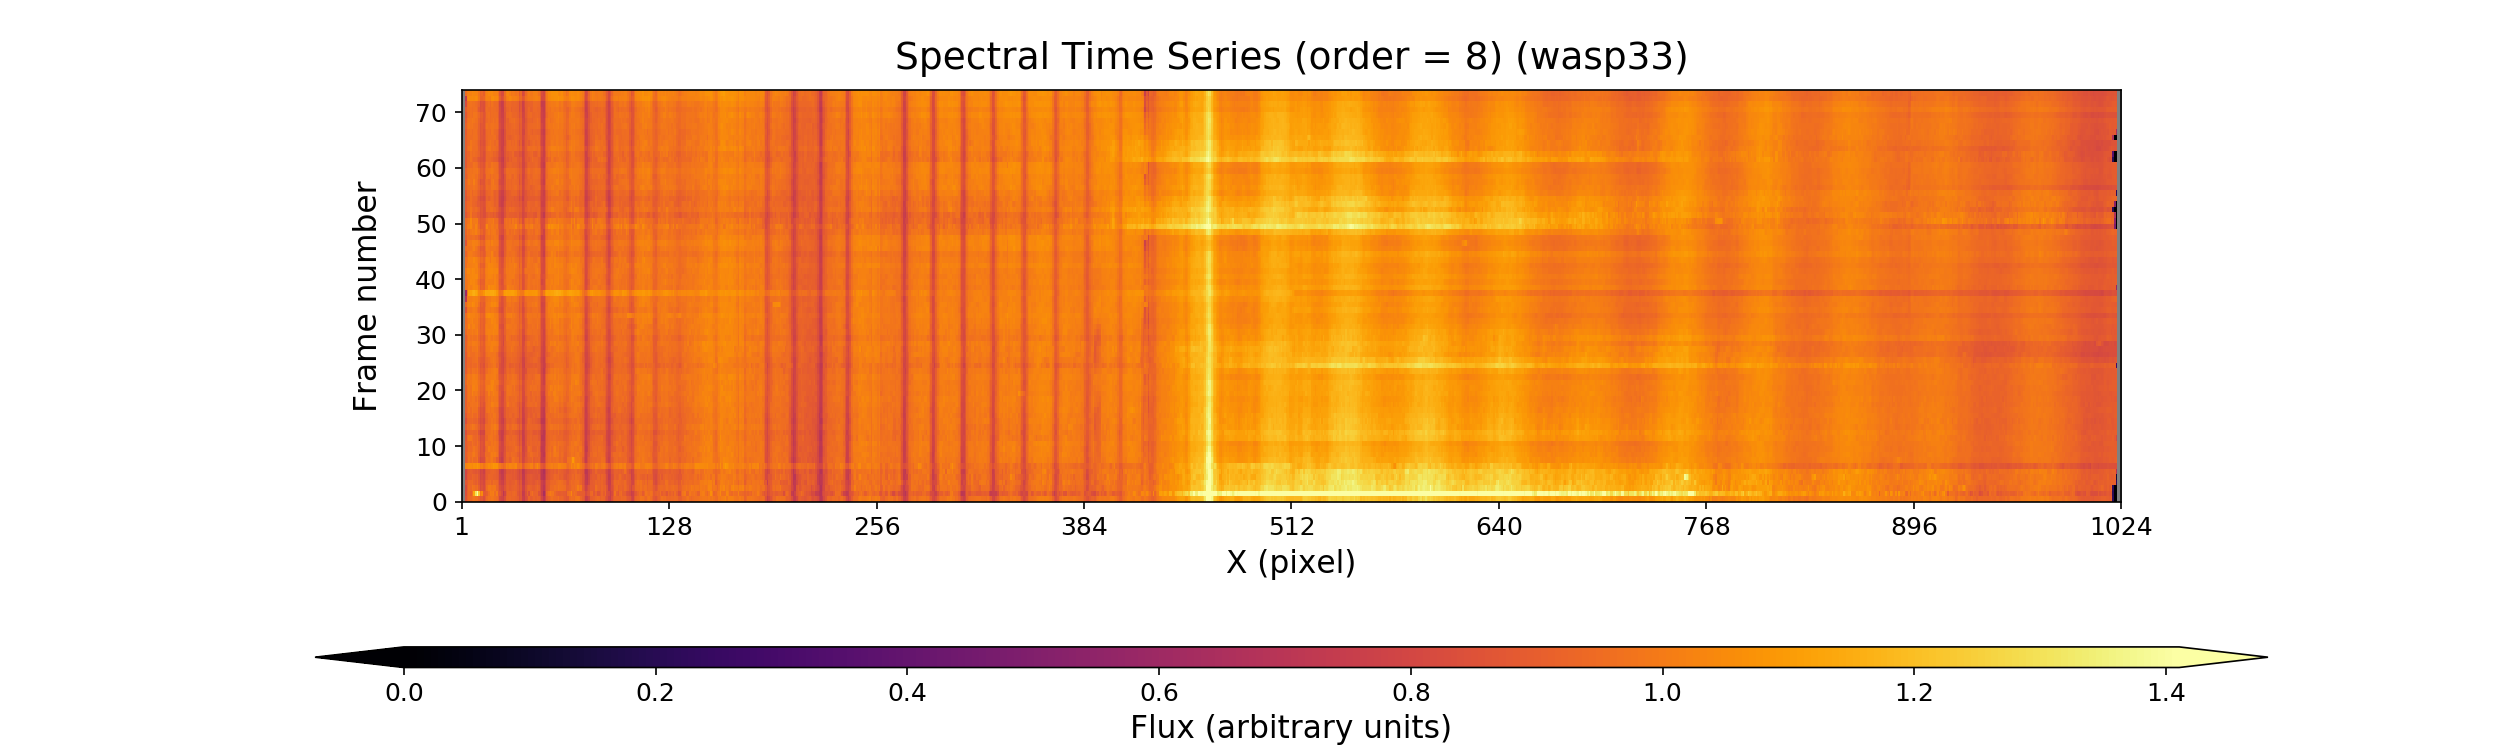 Spectral Time Series (order = 8) (wasp33)
70
60
50
40
30
20
10
0
Frame number
1 128 256 384 512 640 768 896 1024
X (pixel)
0.0 0.2 0.4 0.6 0.8 1.0 1.2 1.4
Flux (arbitrary units)